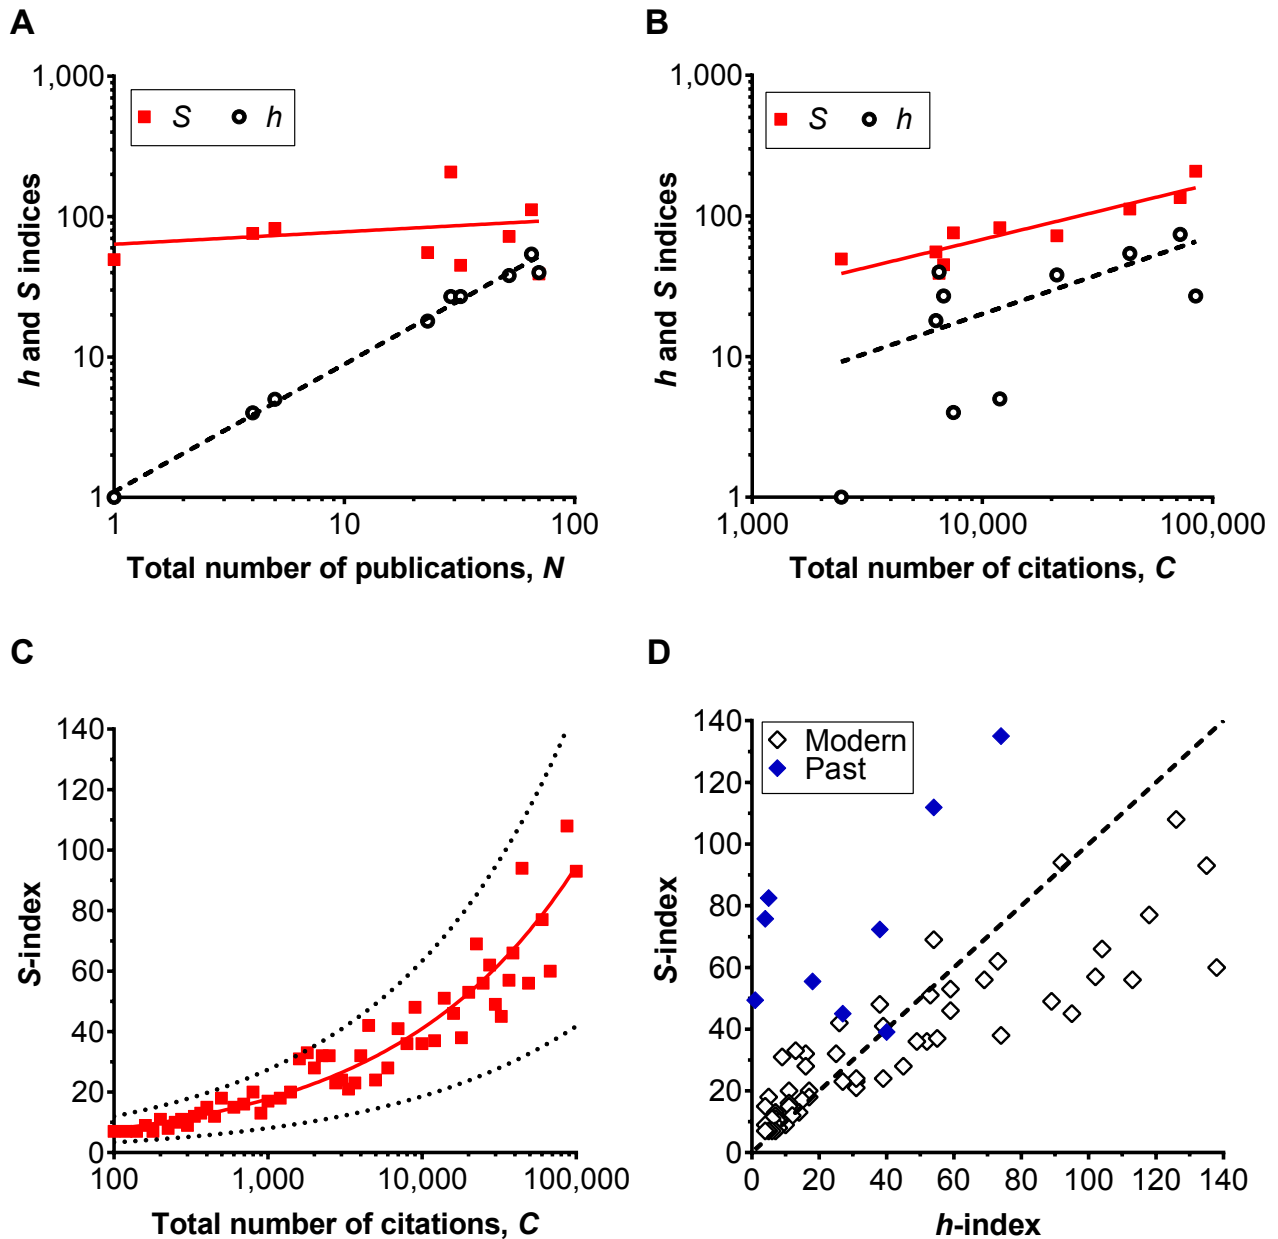 A
1,000
100
10
1
S h
h and S indices
1 10 100
Total number of publications, N
B
1,000
100
10
1
S h
h and S indices
1,000 10,000 100,000
Total number of citations, C
C
140
120
100
80
60
40
20
0
S-index
100 1,000 10,000 100,000
Total number of citations, C
D
140
120
100
80
60
40
20
0
Modern
Past
S-index
0 20 40 60 80 100 120 140
h-index